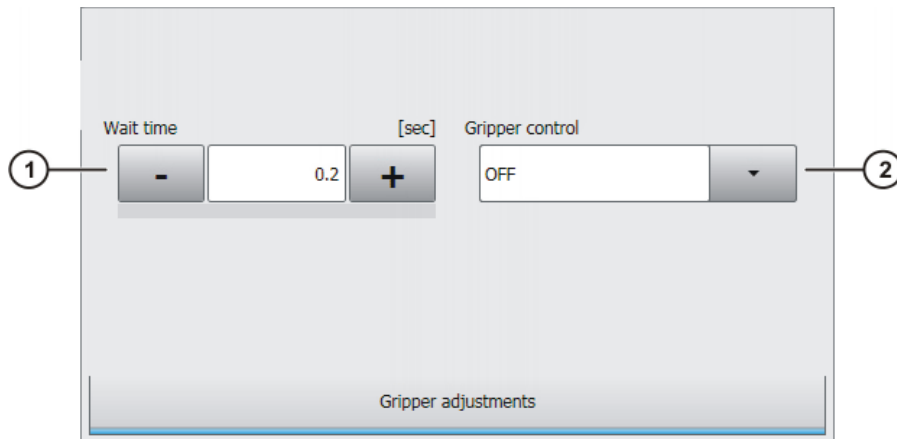 Wait time [sec] Gripper control
1 - 0.2 + OFF 2
Gripper adjustments